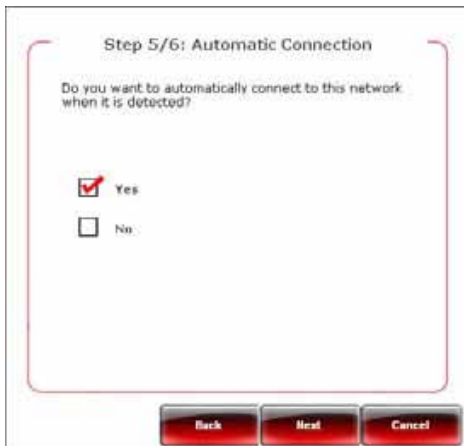 Step 5/6: Automatic Connection
Do you want to automatically connect to this network
when it is detected?
Yes
No
Back
Next
Cancel